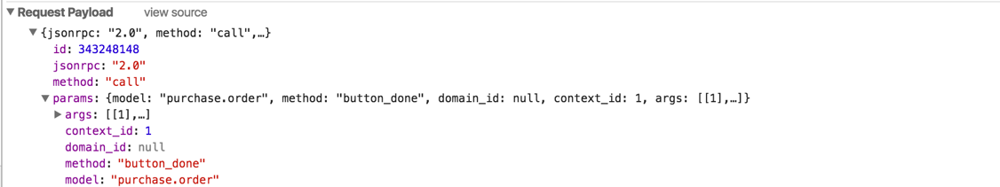 ▼Request Payload view source
▼{jsonrpc: "2.0", method: "call",…}
id: 343248148
jsonrpc: "2.0"
method: "call"
▼params: {model: "purchase.order", method: "button_done", domain_id: null, context_id: 1, args: [[1],…]}
▶args: [[1],…]
context_id: 1
domain_id: null
method: "button_done"
model: "purchase.order"